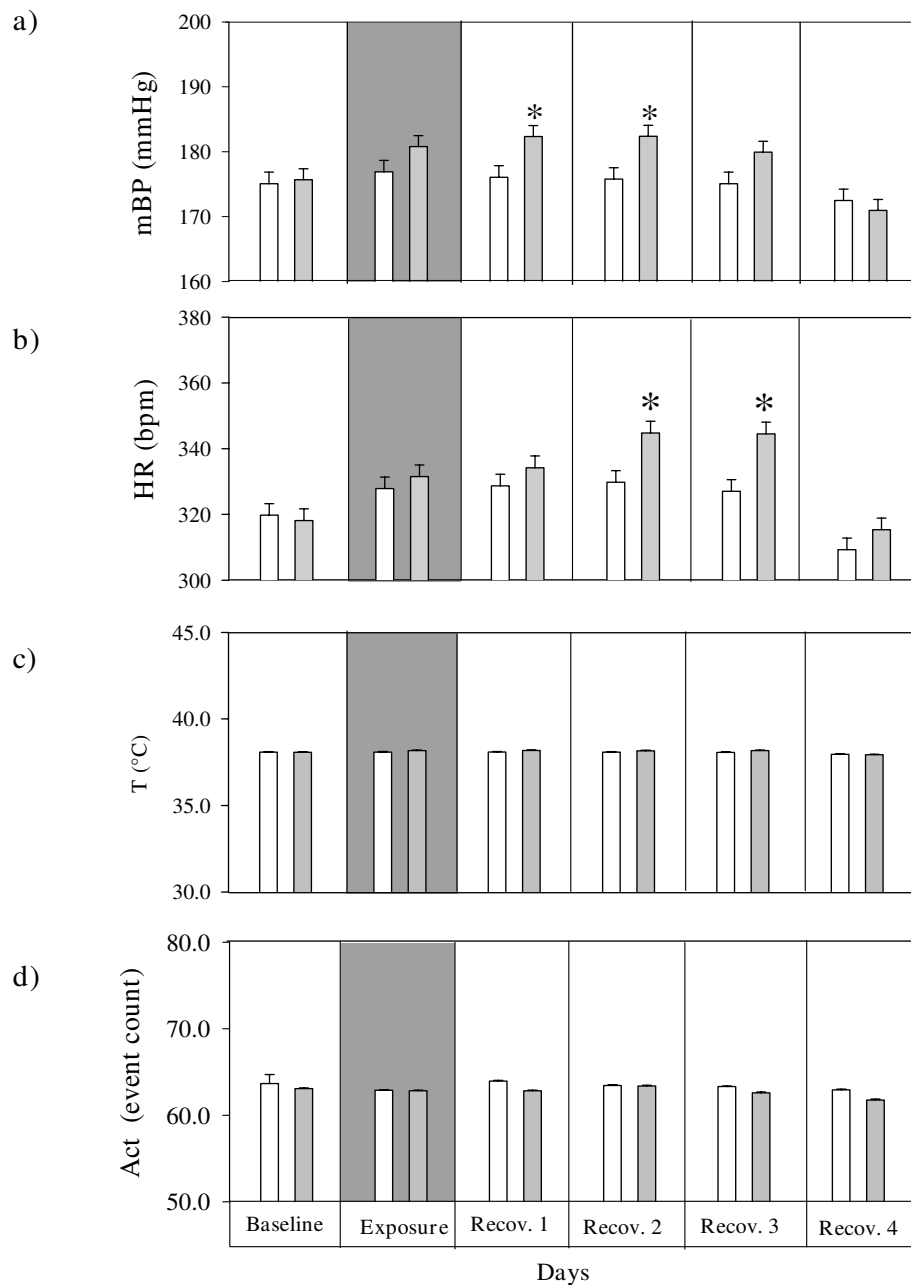 a)
mBP (mmHg)
200
190
180
170
160
* *
b)
HR (bpm)
380
360
340
320
300
* *
c)
T (°C)
45.0
40.0
35.0
30.0
d)
Act (event count)
80.0
70.0
60.0
50.0
Baseline Exposure Recov. 1 Recov. 2 Recov. 3 Recov. 4
Days